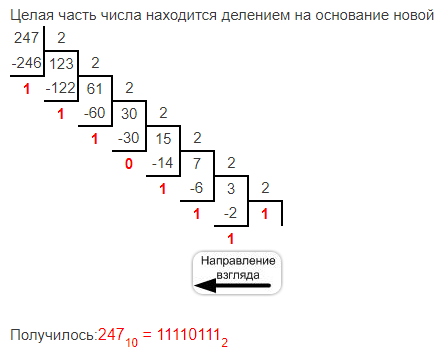 Целая часть числа находится делением на основание новой
247 2
-246 123 2
1 -122 61 2
1 -60 30 2
1 -30 15 2
0 -14 7 2
1 -6 3 2
1 -2 1
1
Направление
взгляда
Получилось:247₁₀ = 11110111₂